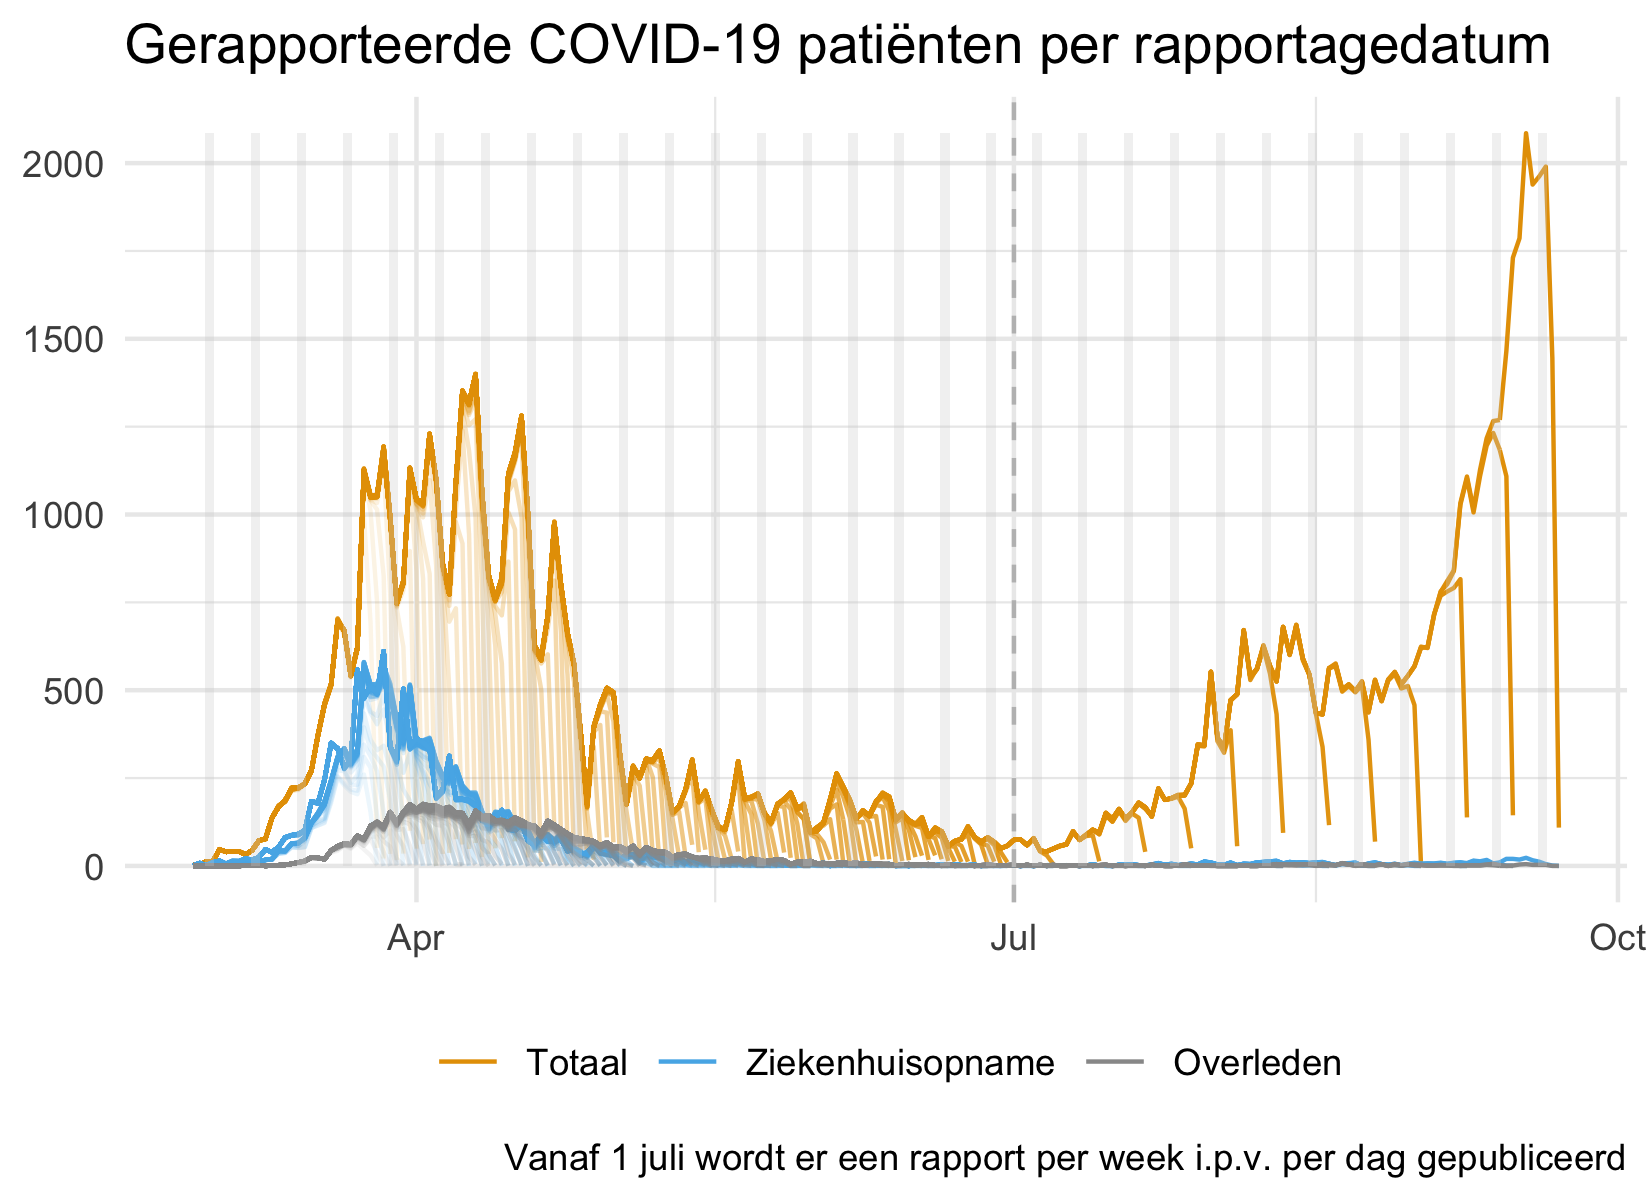 Gerapporteerde COVID-19 patiënten per rapportagedatum
2000
1500
1000
500
0
Apr
Jul
Oct
Totaal
Ziekenhuisopname
Overleden
Vanaf 1 juli wordt er een rapport per week i.p.v. per dag gepubliceerd